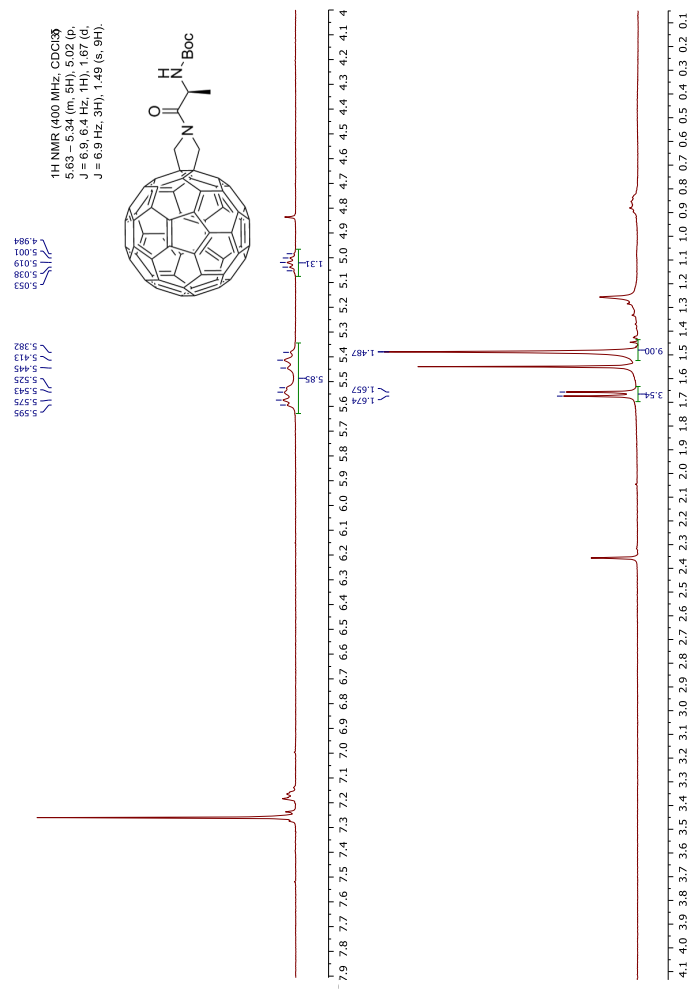 1H NMR (400 MHz, CDCl3) δ
5.63 – 5.34 (m, 5H), 5.02 (p,
J = 6.9, 6.4 Hz, 1H), 1.67 (d,
J = 6.9 Hz, 3H), 1.49 (s, 9H).
O
H
N
Boc
N
5.595
5.575
5.543
5.525
5.445
5.413
5.382
5.053
5.038
5.019
5.001
4.984
5.85
1.31
7.9 7.8 7.7 7.6 7.5 7.4 7.3 7.2 7.1 7.0 6.9 6.8 6.7 6.6 6.5 6.4 6.3 6.2 6.1 6.0 5.9 5.8 5.7 5.6 5.5 5.4 5.3 5.2 5.1 5.0 4.9 4.8 4.7 4.6 4.5 4.4 4.3 4.2 4.1 4
1.674
1.657
1.487
3.54
9.00
4.1 4.0 3.9 3.8 3.7 3.6 3.5 3.4 3.3 3.2 3.1 3.0 2.9 2.8 2.7 2.6 2.5 2.4 2.3 2.2 2.1 2.0 1.9 1.8 1.7 1.6 1.5 1.4 1.3 1.2 1.1 1.0 0.9 0.8 0.7 0.6 0.5 0.4 0.3 0.2 0.1